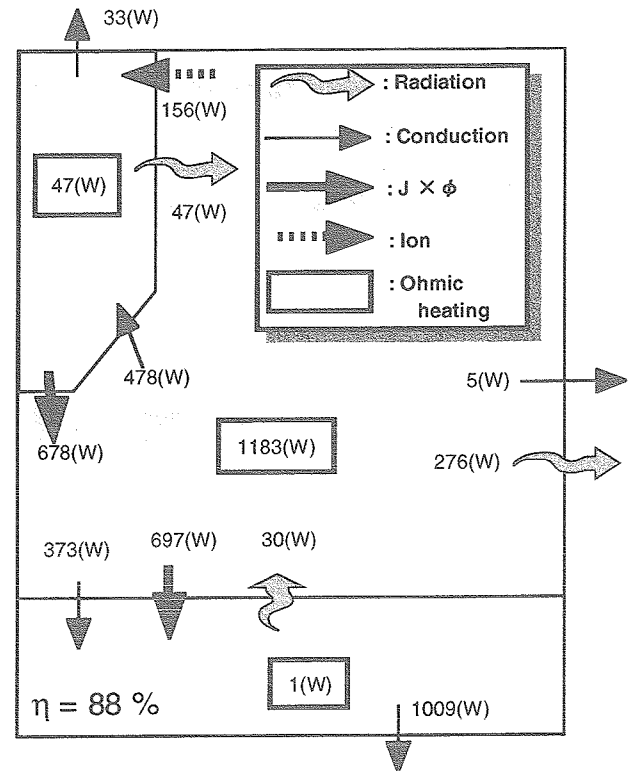 33(W)
156(W)
: Radiation
: Conduction
: J × ϕ
: Ion
: Ohmic
heating
47(W)
47(W)
478(W)
5(W)
678(W)
1183(W)
276(W)
373(W)
697(W)
30(W)
1(W)
η = 88 %
1009(W)